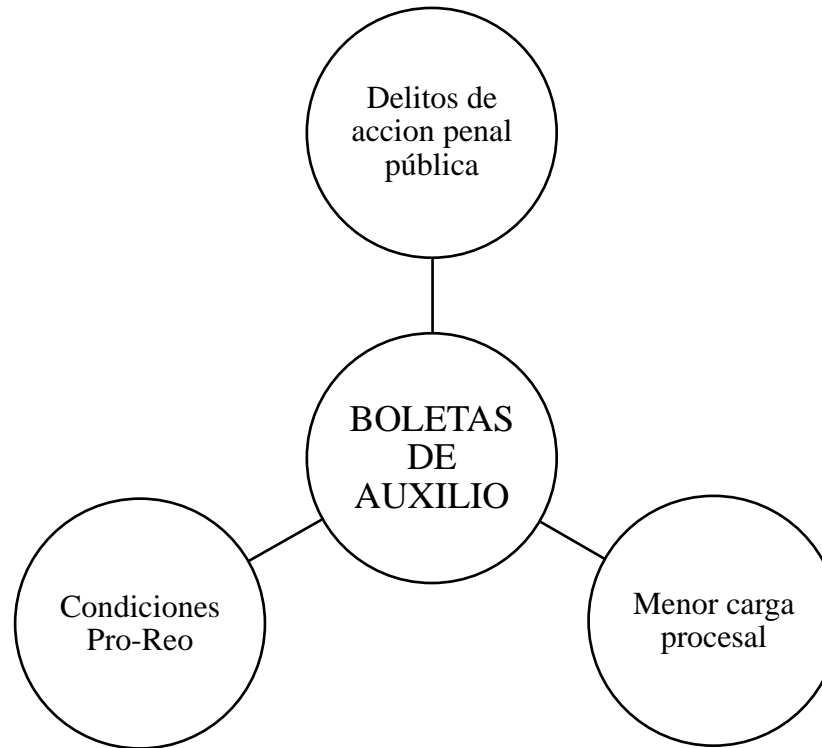 Delitos de
accion penal
pública
BOLETAS
DE
AUXILIO
Condiciones
Pro-Reo
Menor carga
procesal